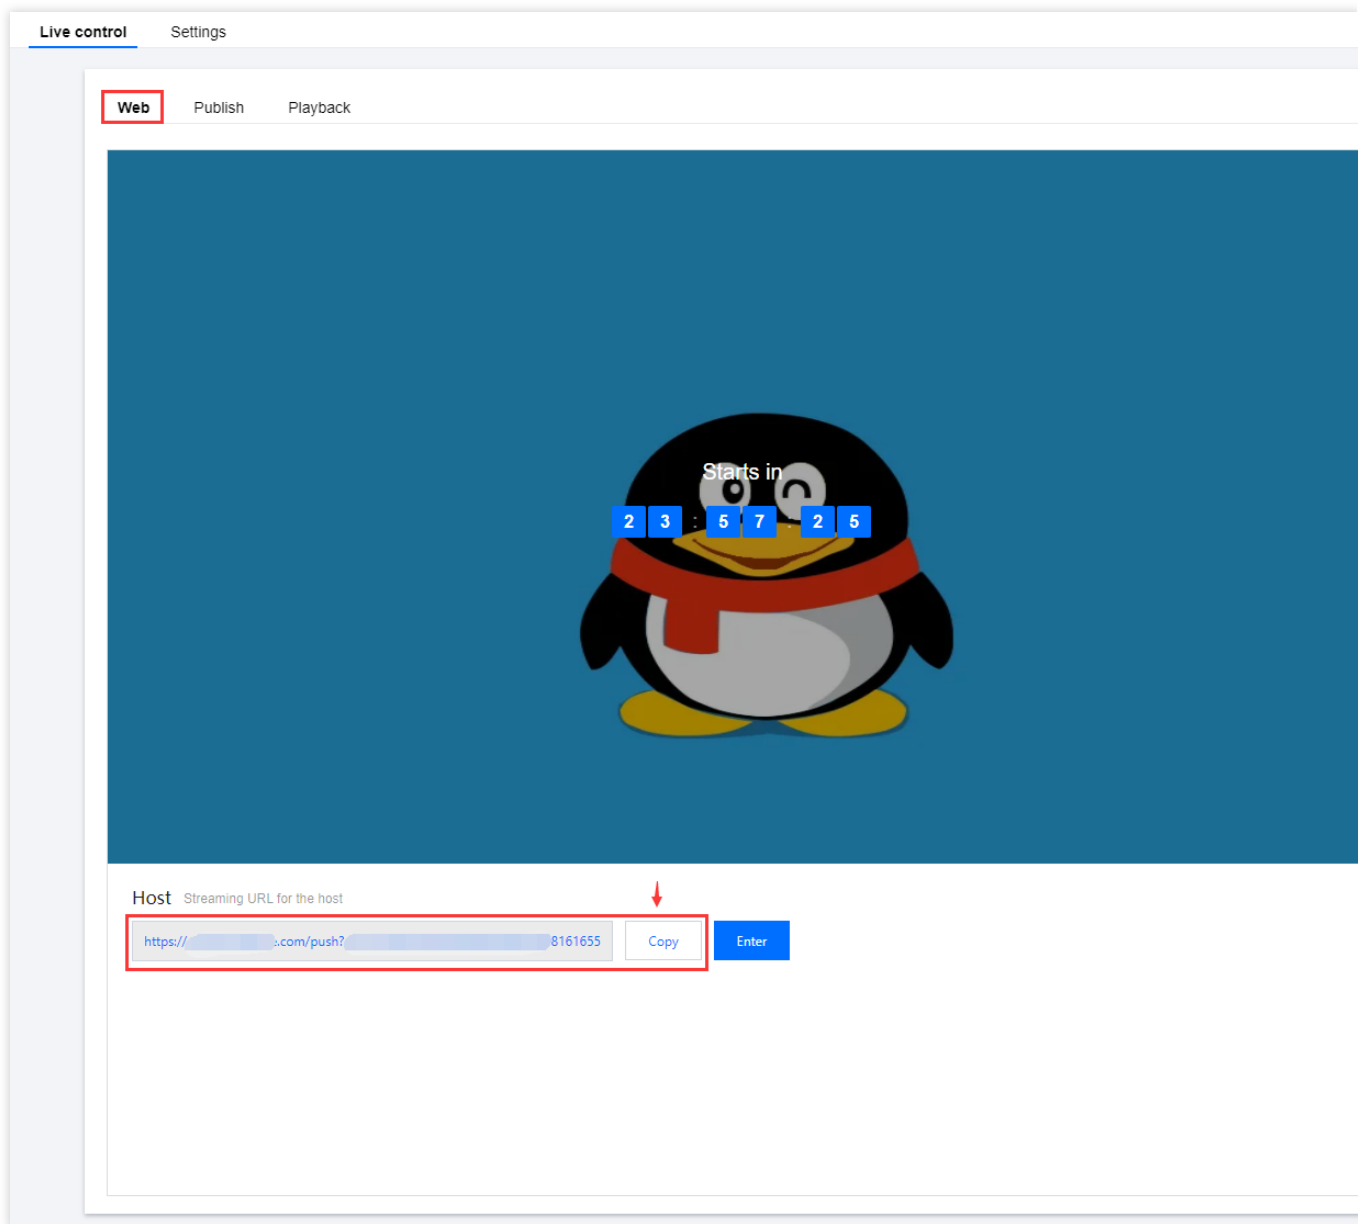 Live control Settings
Web Publish Playback
Starts in
2 3 : 5 7 : 2 5
Host Streaming URL for the host
https:// .com/push? 8161655 Copy Enter